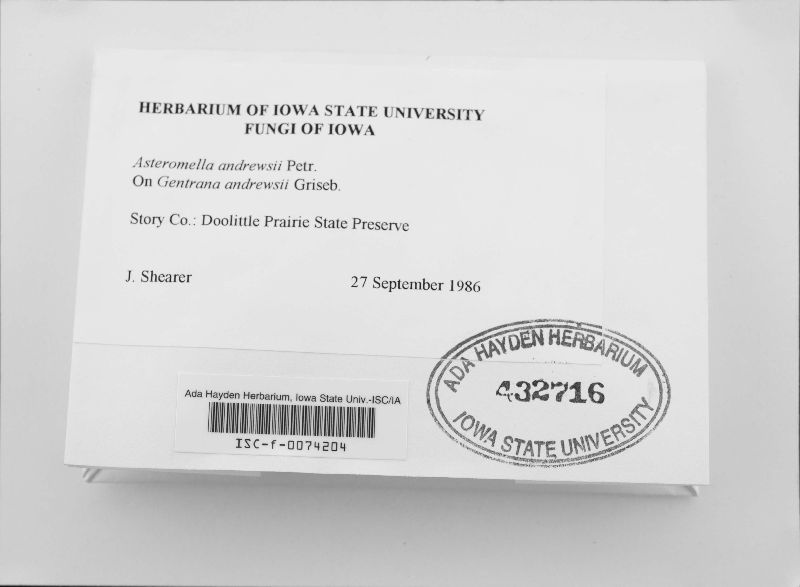 HERBARIUM OF IOWA STATE UNIVERSITY
FUNGI OF IOWA
Asteromella andrewsii Petr.
On Gentrana andrewsii Griseb.
Story Co.: Doolittle Prairie State Preserve
J. Shearer 27 September 1986
ADA HAYDEN HERBARIUM
432716
IOWA STATE UNIVERSITY
Ada Hayden Herbarium, Iowa State Univ.-ISC/IA
ISC-f-0074204